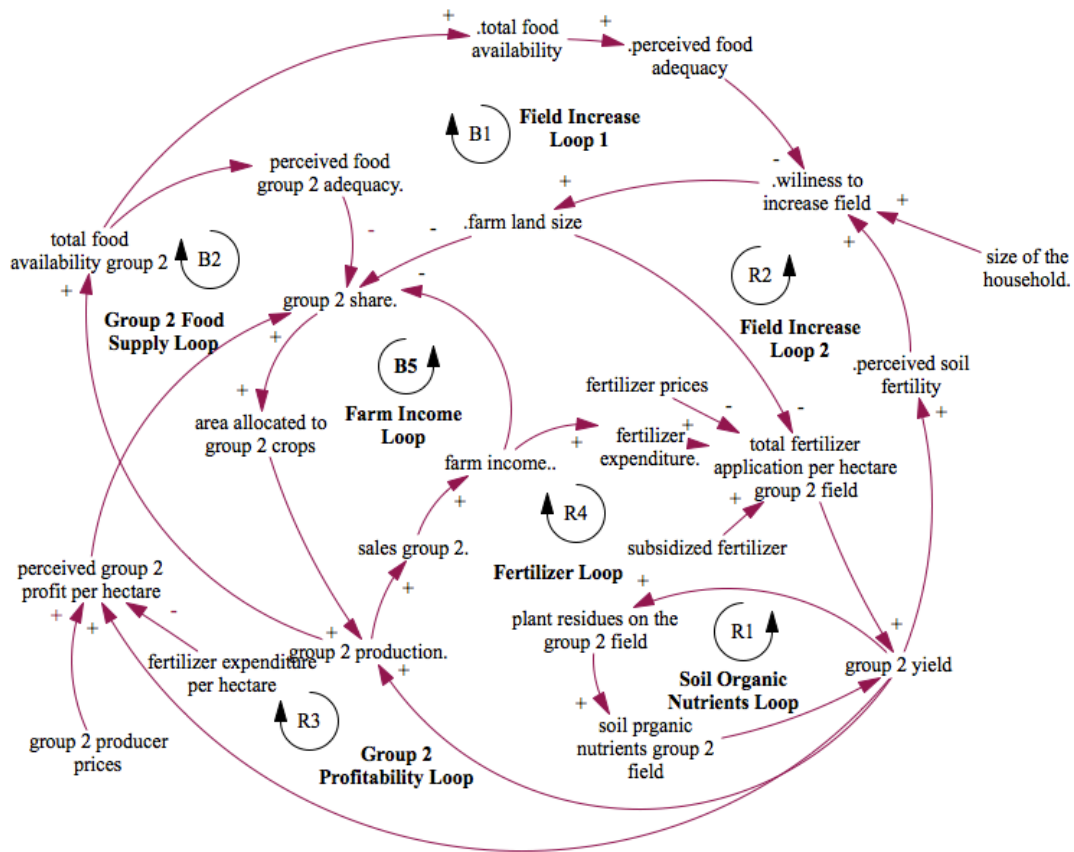 +
.total food
availability
+
.perceived food
adequacy
B1
Field Increase
Loop 1
-
perceived food
group 2 adequacy.
+
.wiliness to
increase field
+
total food
availability group 2
+
B2
-
-
.farm land size
-
+
R2
size of the
household.
group 2 share.
Group 2 Food
Supply Loop
+
Field Increase
Loop 2
B5
Farm Income
Loop
.perceived soil
fertility
+
fertilizer prices
-
-
+
area allocated to
group 2 crops
+
+
fertilizer
expenditure.
total fertilizer
application per hectare
group 2 field
farm income..
+
+
R4
sales group 2.
subsidized fertilizer
Fertilizer Loop
perceived group 2
profit per hectare
+
+
-
+
+
plant residues on the
group 2 field
R1
+
+
group 2 production.
+
group 2 yield
fertilizer expenditure
per hectare
Soil Organic
Nutrients Loop
R3
+
+
soil prganic
nutrients group 2
field
group 2 producer
prices
Group 2
Profitability Loop